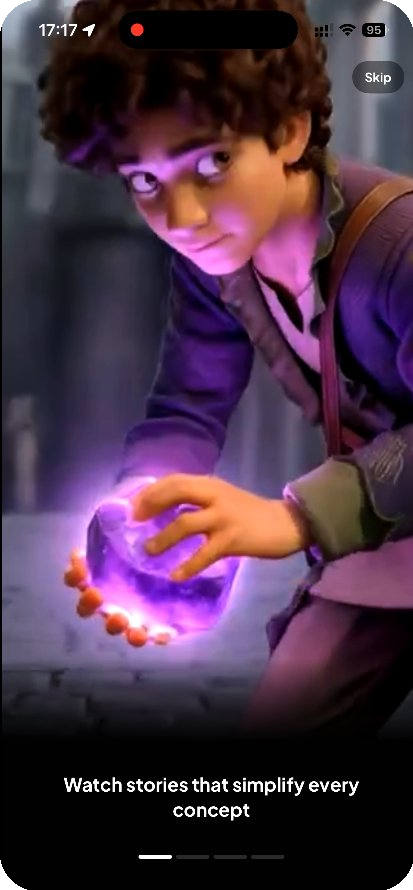 17:17
95
Skip
Watch stories that simplify every
concept